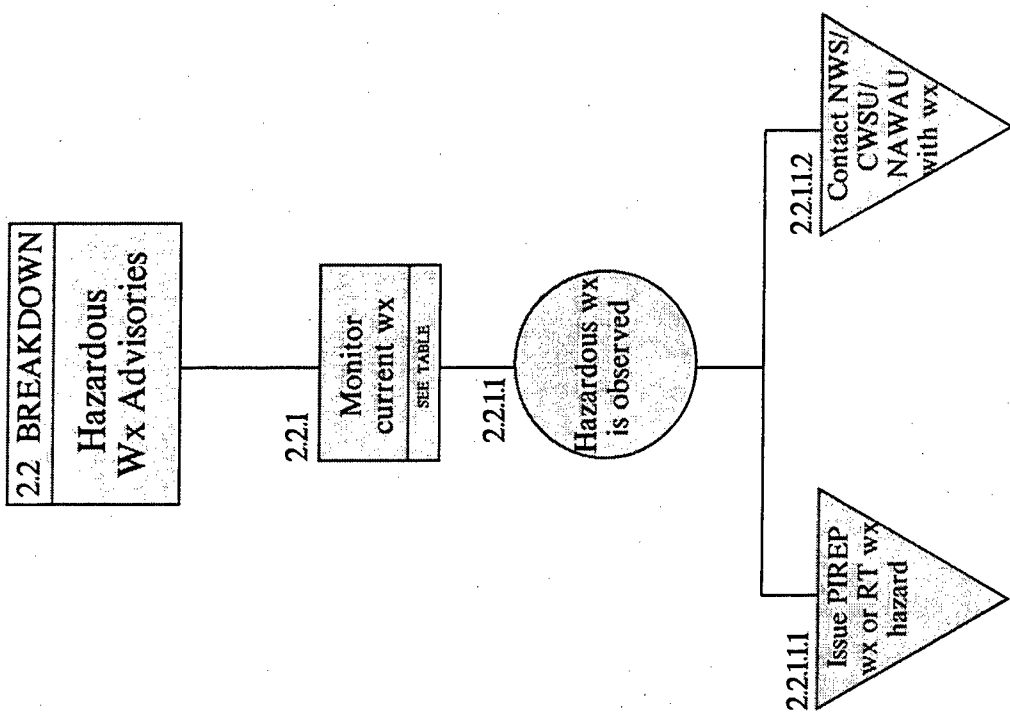 2.2 BREAKDOWN
Hazardous
Wx Advisories
2.2.1
Monitor
current wx
SEE TABLE
2.2.1.1
Hazardous wx
is observed
2.2.1.1.1
Issue PIREP
wx or RT wx
hazard
2.2.1.1.2
Contact NWS/
CWSU/
NAWAU
with wx